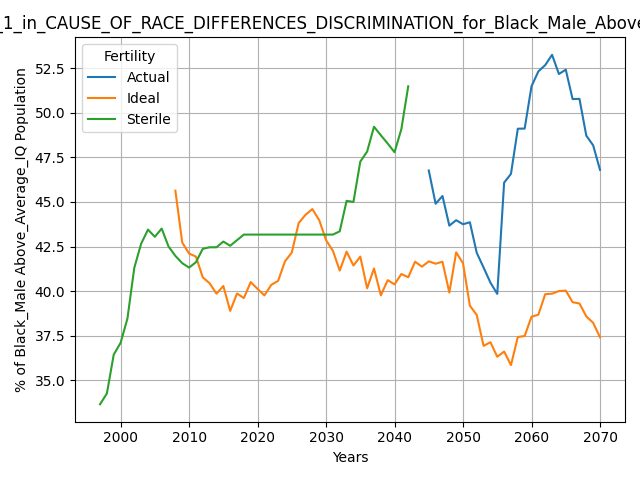 _1_in_CAUSE_OF_RACE_DIFFERENCES_DISCRIMINATION_for_Black_Male_Above
Fertility
Actual
Ideal
Sterile
% of Black_Male Above_Average_IQ Population
52.5
50.0
47.5
45.0
42.5
40.0
37.5
35.0
2000 2010 2020 2030 2040 2050 2060 2070
Years